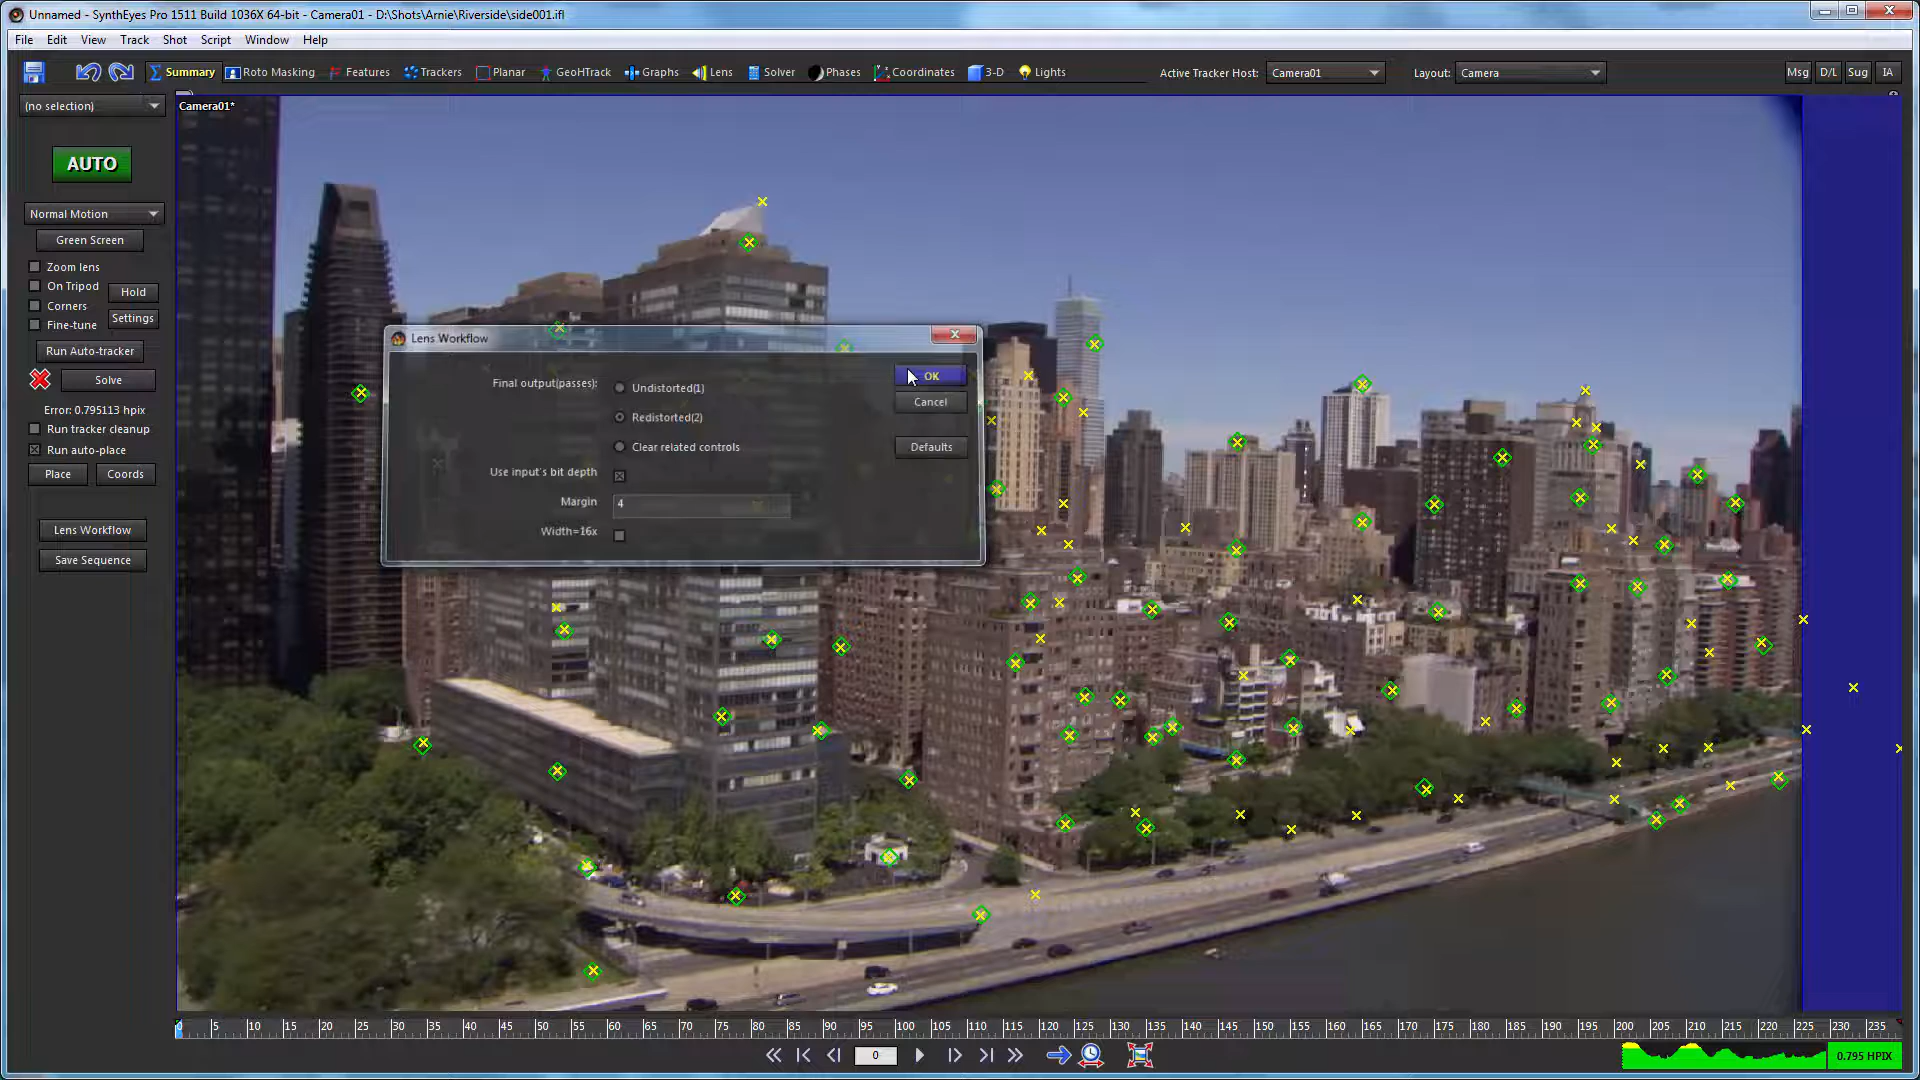 Unnamed - SynthEyes Pro 1511 Build 1036X 64-bit - Camera01 - D:\Shots\Arnie\Riverside\side001.ifl
File Edit View Track Shot Script Window Help
Summary Roto Masking Features Trackers Planar GeoHTrack Graphs Lens Solver Phases Coordinates 3-D Lights Active Tracker Host: Camera01 Layout: Camera Msg D/L Sug IA
(no selection)
Camera01*
AUTO
Normal Motion
Green Screen
Zoom lens
On Tripod Hold
Corners
Fine-tune Settings
Run Auto-tracker
Solve
Error: 0.795113 hpix
Run tracker cleanup
Run auto-place
Place Coords
Lens Workflow
Save Sequence
Lens Workflow
Final output(passes): Undistorted(1) OK
Redistorted(2) Cancel
Clear related controls Defaults
Use input's bit depth
Margin 4
Width=16x
0 5 10 15 20 25 30 35 40 45 50 55 60 65 70 75 80 85 90 95 100 105 110 115 120 125 130 135 140 145 150 155 160 165 170 175 180 185 190 195 200 205 210 215 220 225 230 235
0
0.795 HPIX